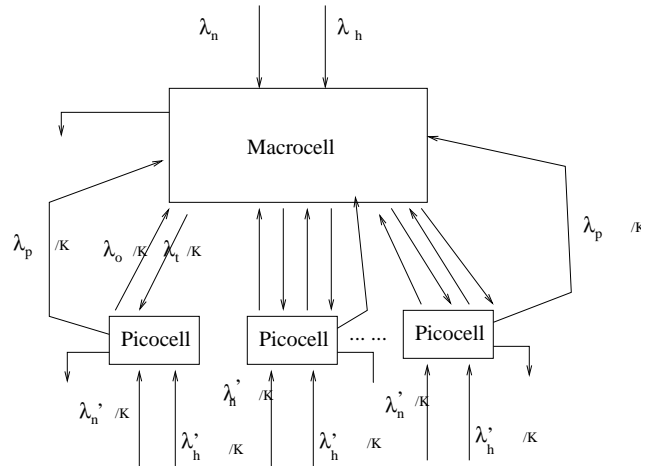 λn λh
Macrocell
λp /K λo /K λt /K λp /K
Picocell Picocell ... ... Picocell
λn' /K λh' /K λn' /K
λh' /K λh' /K λh' /K